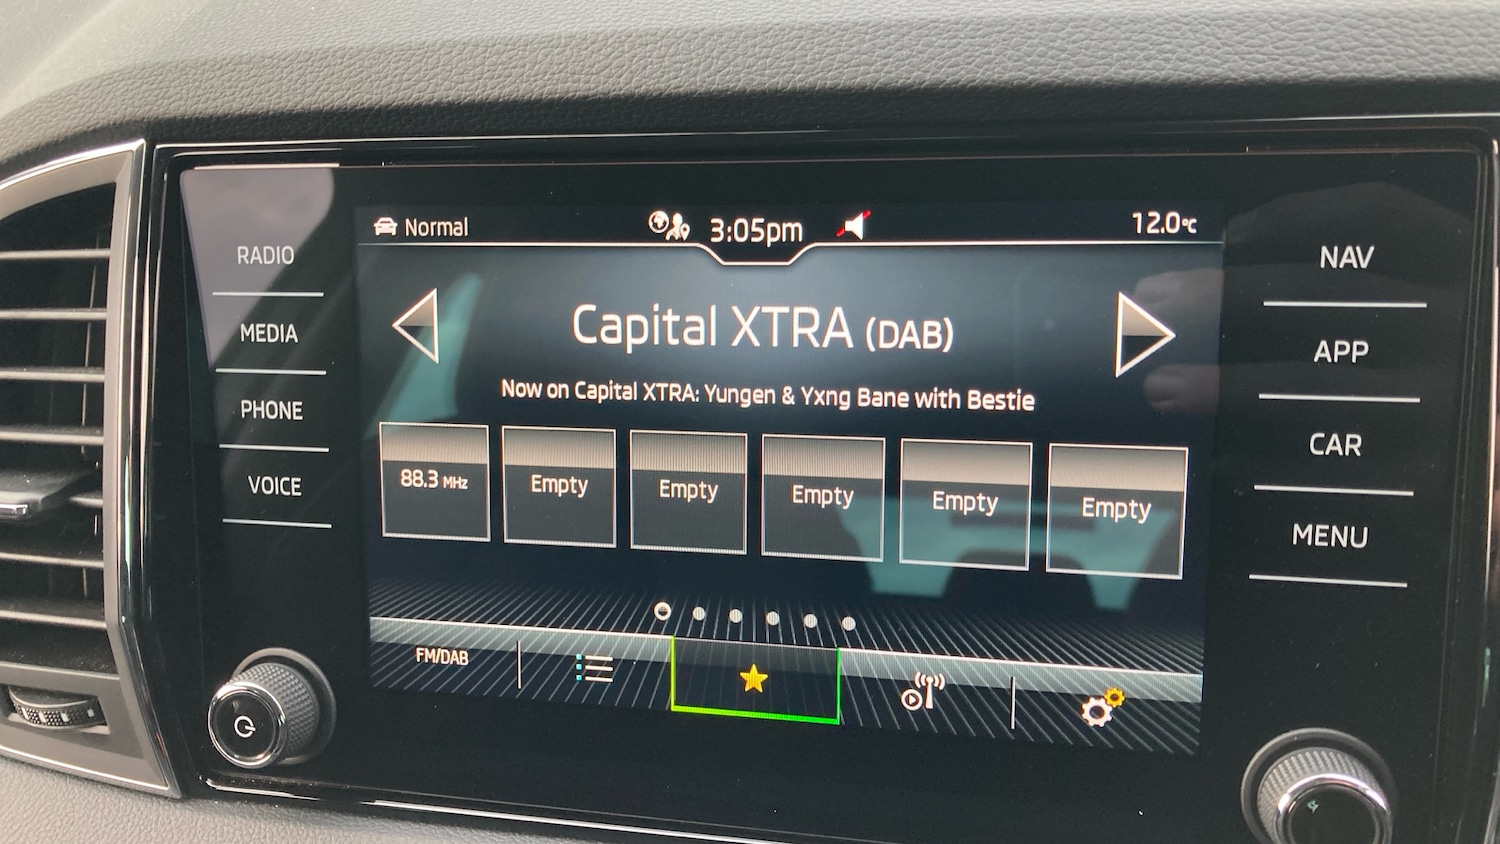 Normal
3:05pm
12.0°C
RADIO
MEDIA
PHONE
VOICE
Capital XTRA (DAB)
Now on Capital XTRA: Yungen & Yxng Bane with Bestie
88.3 MHz
Empty
Empty
Empty
Empty
Empty
FM/DAB
NAV
APP
CAR
MENU